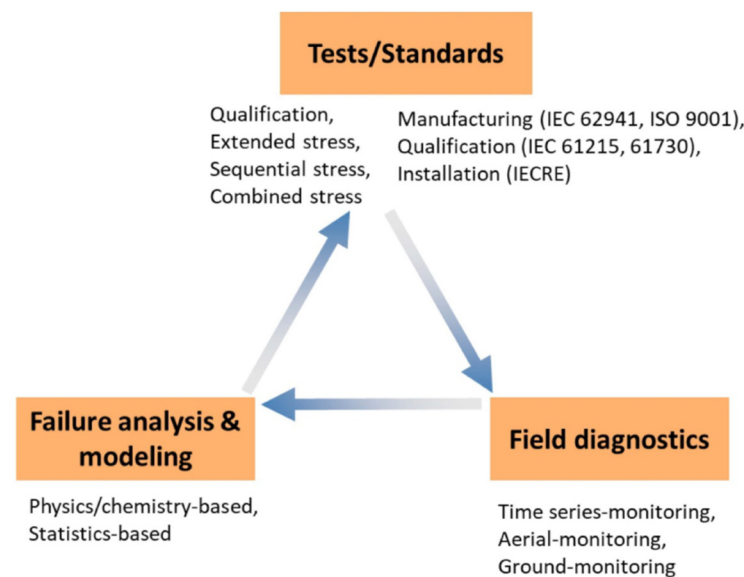 Tests/Standards
Qualification,
Extended stress,
Sequential stress,
Combined stress
Manufacturing (IEC 62941, ISO 9001),
Qualification (IEC 61215, 61730),
Installation (IECRE)
Failure analysis &
modeling
Physics/chemistry-based,
Statistics-based
Field diagnostics
Time series-monitoring,
Aerial-monitoring,
Ground-monitoring